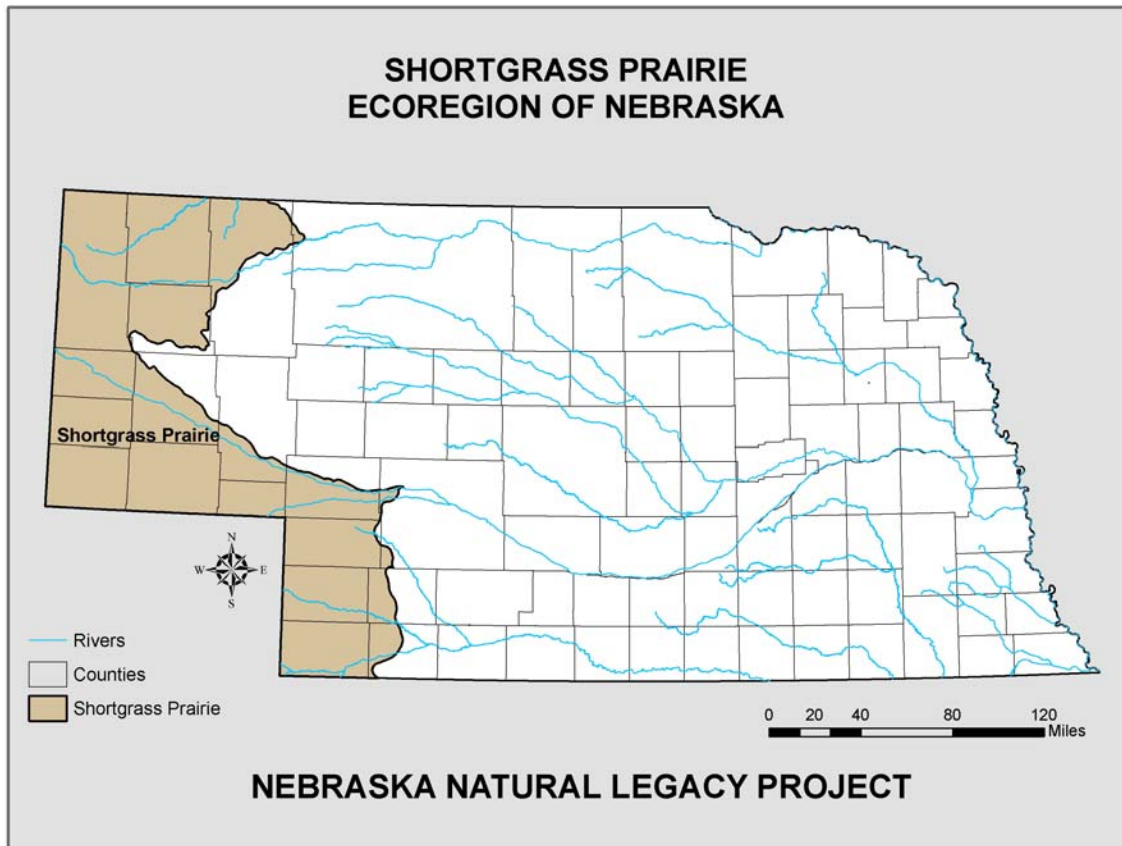 SHORTGRASS PRAIRIE
ECOREGION OF NEBRASKA
Shortgrass Prairie
N
W
E
S
Rivers
Counties
Shortgrass Prairie
0 20 40 80 120
Miles
NEBRASKA NATURAL LEGACY PROJECT